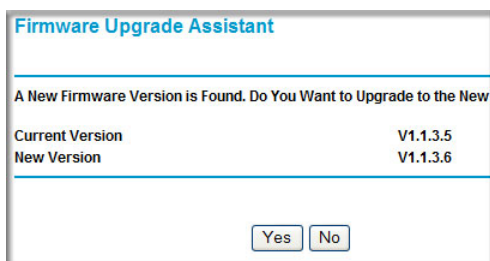 Firmware Upgrade Assistant
A New Firmware Version is Found. Do You Want to Upgrade to the New
Current Version V1.1.3.5
New Version V1.1.3.6
Yes No